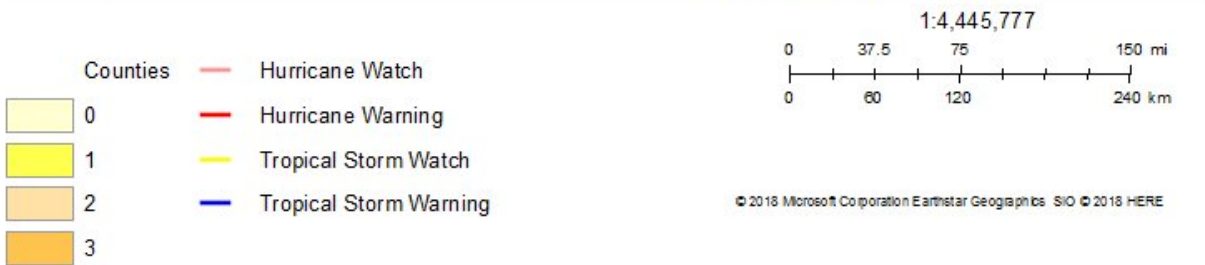 1:4,445,777
0 37.5 75 150 mi
0 60 120 240 km
Counties
0
1
2
3
Hurricane Watch
Hurricane Warning
Tropical Storm Watch
Tropical Storm Warning
© 2018 Microsoft Corporation Earthstar Geographics SIO © 2018 HERE